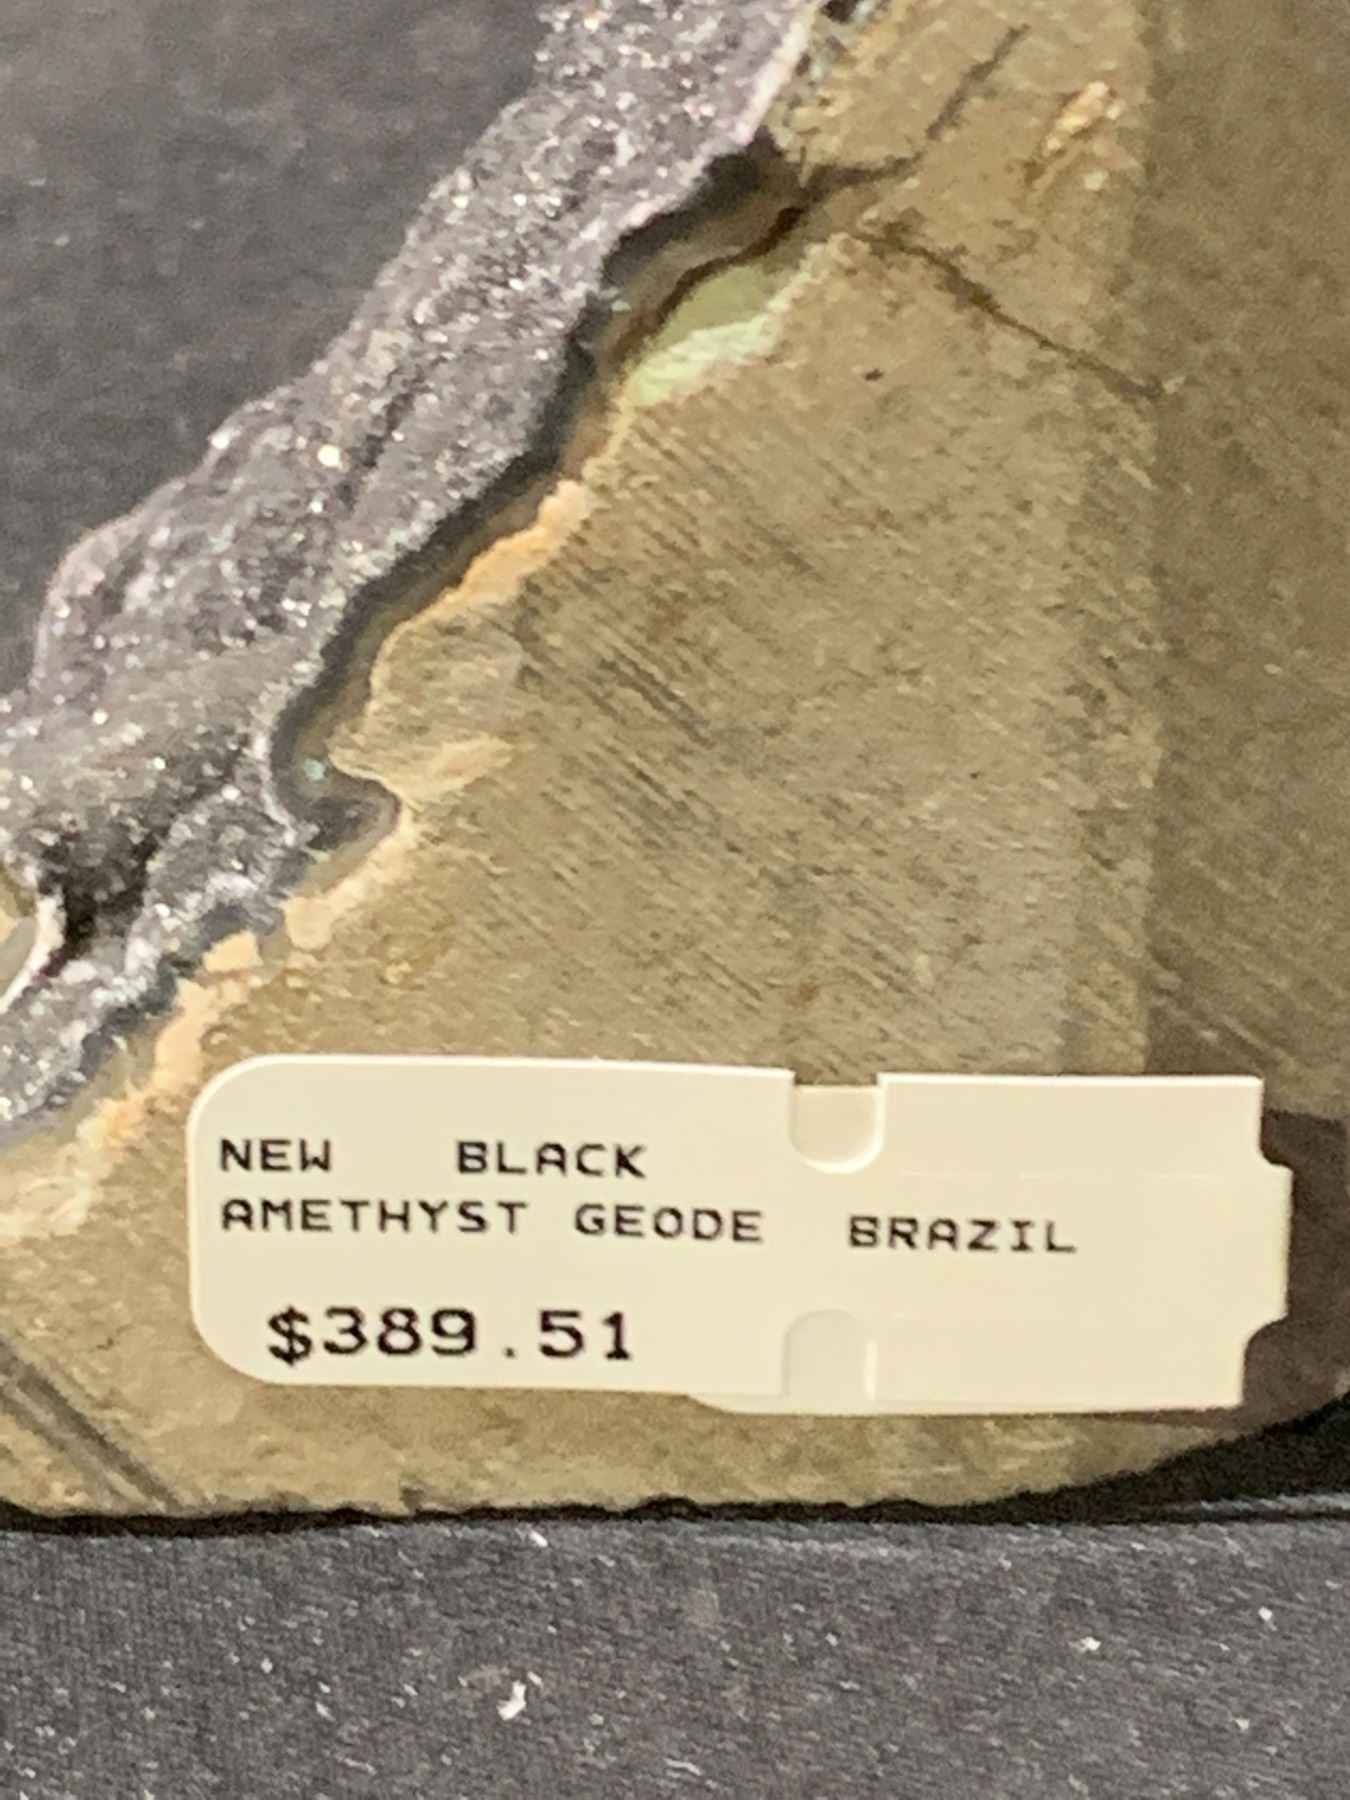 NEW BLACK
AMETHYST GEODE BRAZIL
$389.51